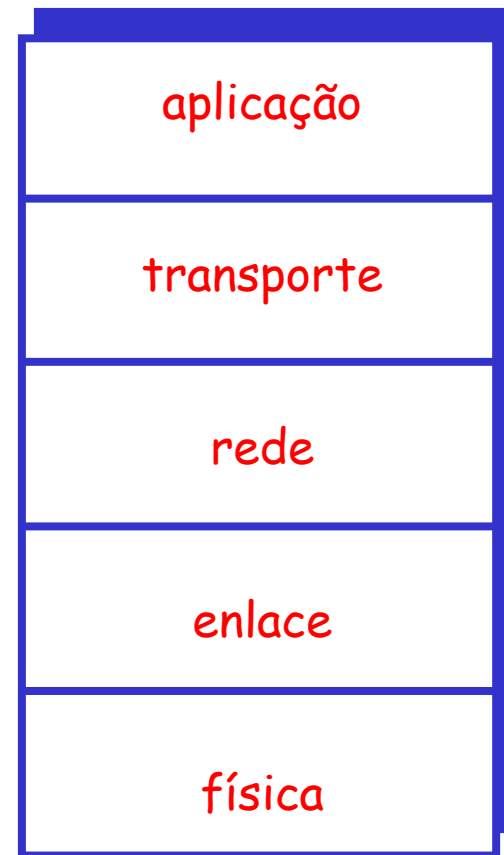 aplicação
transporte
rede
enlace
física